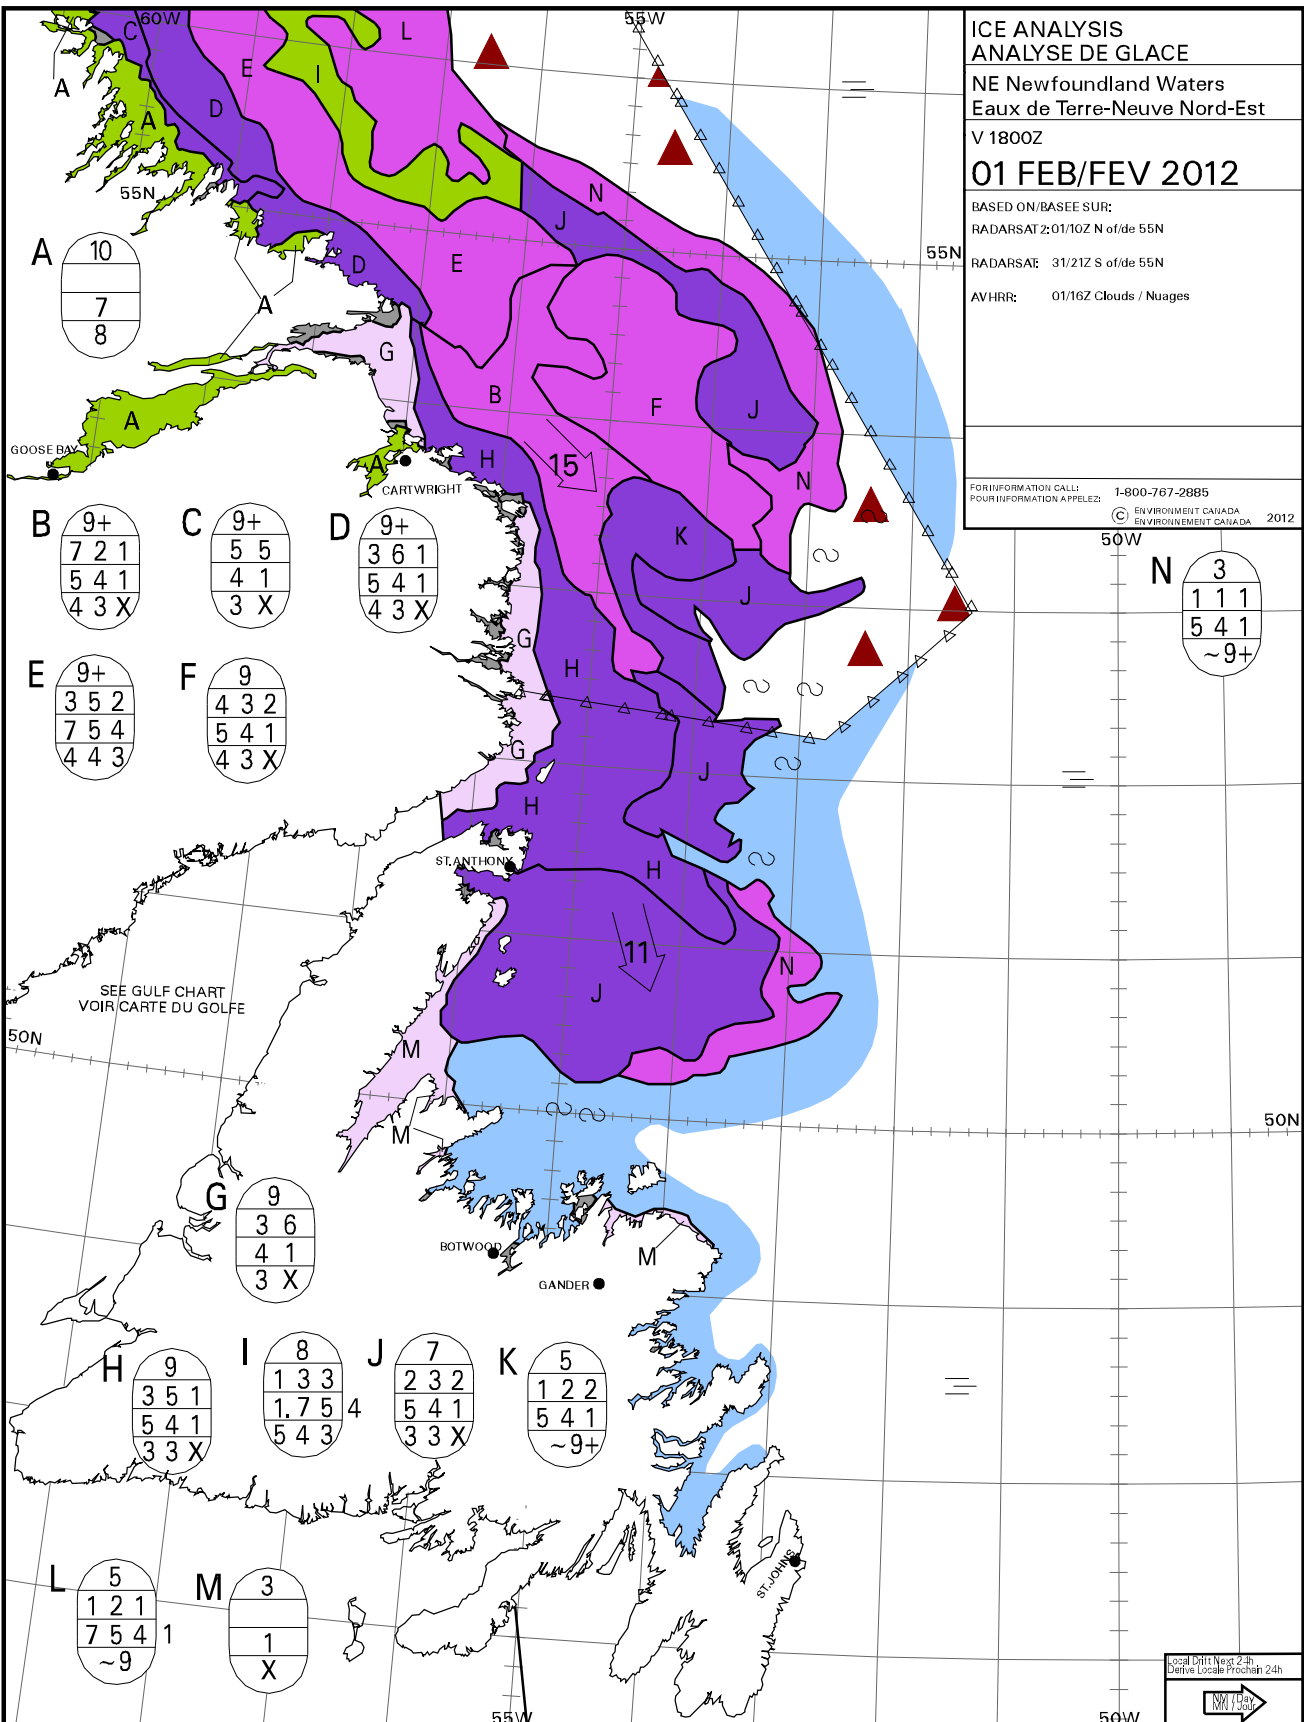 60W
55W
ICE ANALYSIS
ANALYSE DE GLACE
NE Newfoundland Waters
Eaux de Terre-Neuve Nord-Est
V 1800Z
01 FEB/FEV 2012
BASED ON/BASEE SUR:
RADARSAT2: 01/10Z N of/de 55N
RADARSAT: 31/21Z S of/de 55N
AVHRR: 01/16Z Clouds / Nuages
FOR INFORMATION CALL:
POUR INFORMATION APPELEZ: 1-800-767-2885
© ENVIRONMENT CANADA
ENVIRONNEMENT CANADA 2012
C
L
E
I
A
D
E
A
D
55N
N
J
55N
D
E
A
G
B
F
J
A
GOOSE BAY
A
CARTWRIGHT
H
15
N
K
J
G
H
G
J
H
ST. ANTHONY
H
11
N
J
SEE GULF CHART
VOIR CARTE DU GOLFE
50N
M
M
50N
50W
BOTWOOD
GANDER
M
ST. JOHNS
55W
50W
A
10
7
8
B
9+
7 2 1
5 4 1
4 3 X
C
9+
5 5
4 1
3 X
D
9+
3 6 1
5 4 1
4 3 X
N
3
1 1 1
5 4 1
~9+
E
9+
3 5 2
7 5 4
4 4 3
F
9
4 3 2
5 4 1
4 3 X
G
9
3 6
4 1
3 X
H
9
3 5 1
5 4 1
3 3 X
I
8
1 3 3
1. 7 5 4
5 4 3
J
7
2 3 2
5 4 1
3 3 X
K
5
1 2 2
5 4 1
~9+
L
5
1 2 1
7 5 4 1
~9
M
3
1
X
Local Drift Next 24h
Derive Locale Prochain 24h
NM / Day
MN / Jour